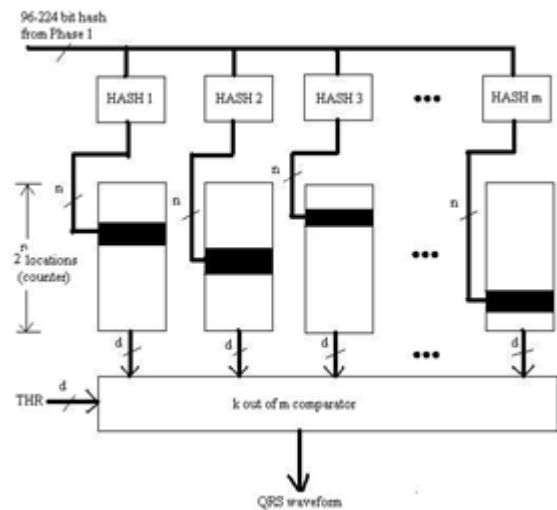 96-224 bit hash
from Phase 1
HASH 1
HASH 2
HASH 3
•••
HASH m
n
n
n
n
n
2 locations
(counter)
•••
d
d
d
•••
d
THR
d
k out of m comparator
QRS waveform